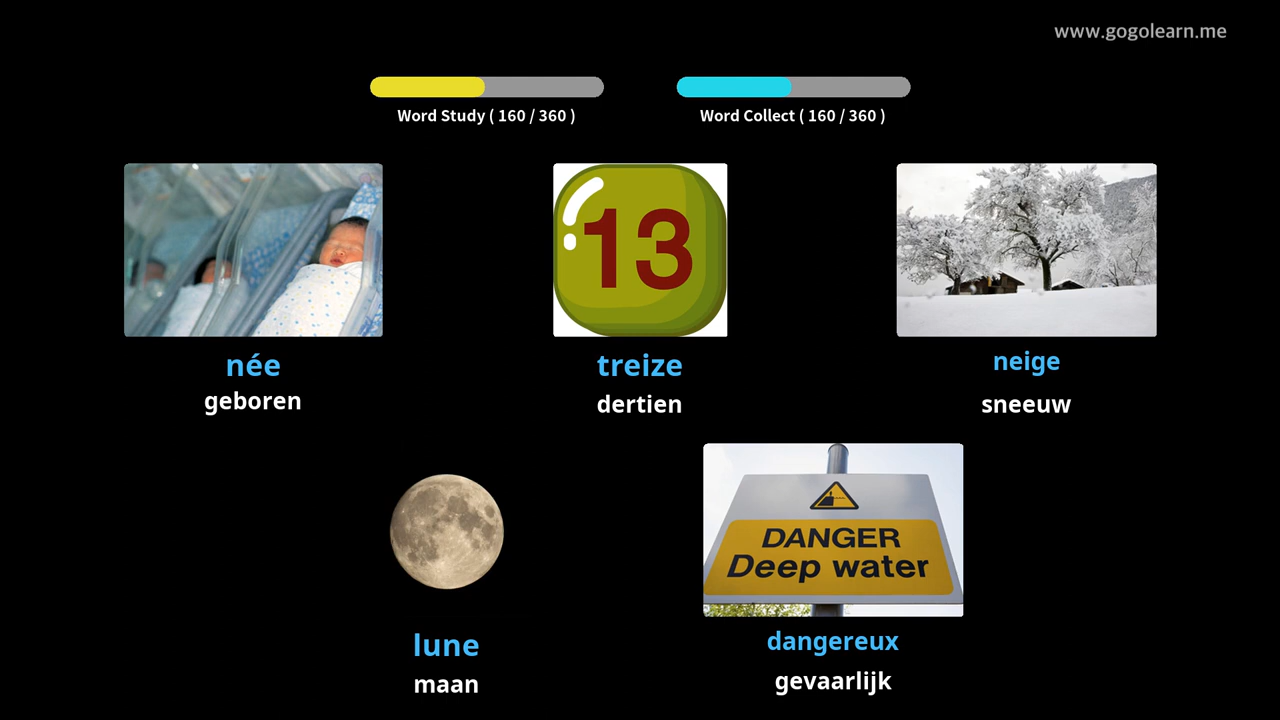 www.gogolearn.me
Word Study ( 160 / 360 )
Word Collect ( 160 / 360 )
13
née
geboren
treize
dertien
neige
sneeuw
DANGER
Deep water
lune
maan
dangereux
gevaarlijk